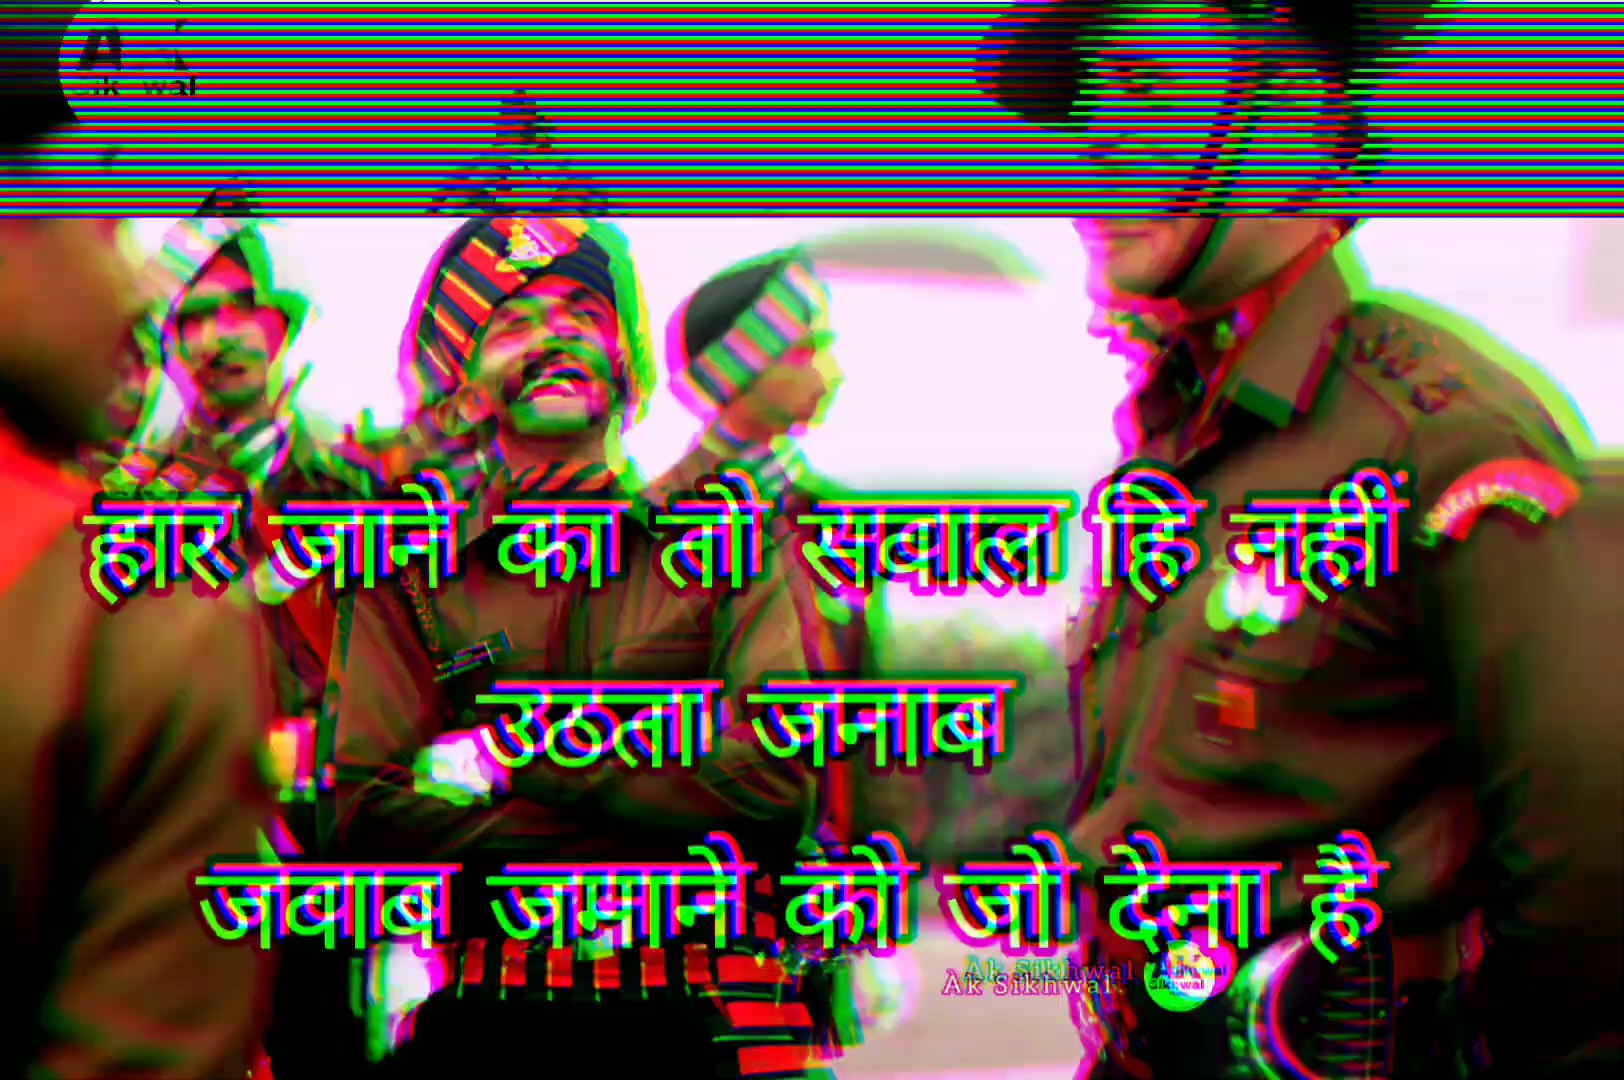 हार जाने का तो सवाल हि नहीं
उठता जनाब
जवाब जमाने को जो देना है
Ak Sikhwal